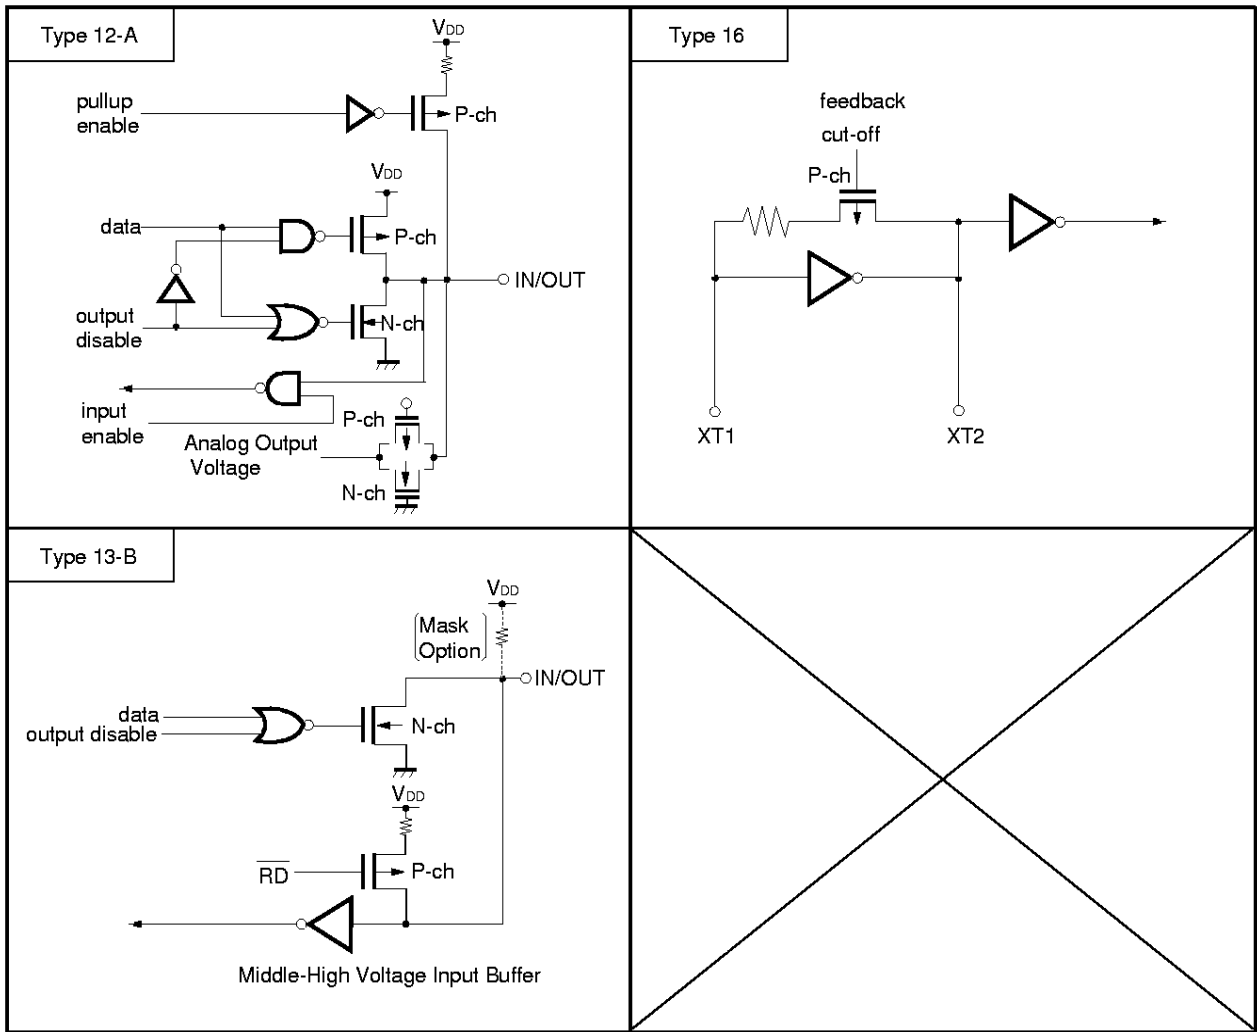 Type 12-A
VDD
pullup
enable
P-ch
VDD
data
P-ch
IN/OUT
output
disable
N-ch
input
enable
P-ch
Analog Output
Voltage
N-ch
Type 16
feedback
cut-off
P-ch
XT1
XT2
Type 13-B
VDD
Mask
Option
IN/OUT
data
output disable
N-ch
VDD
RD
P-ch
Middle-High Voltage Input Buffer